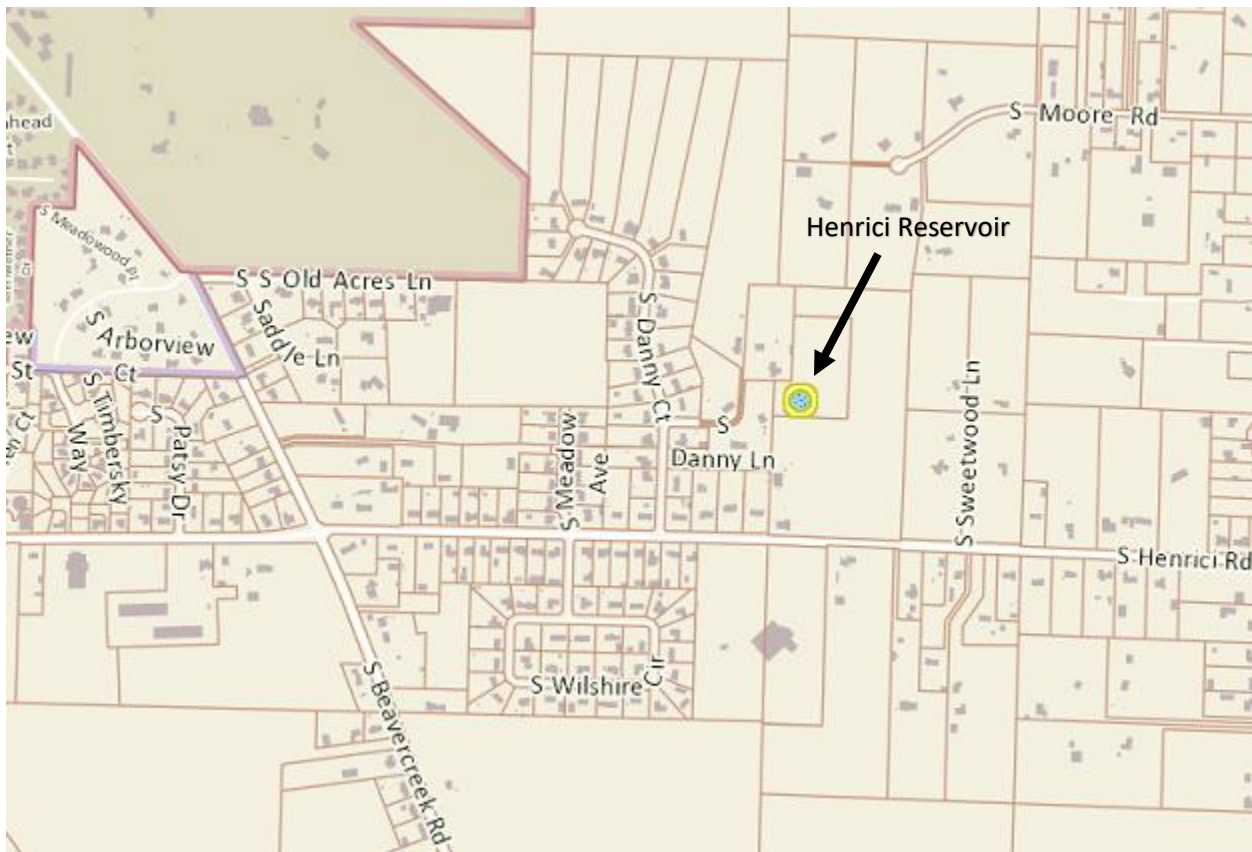 S Moore Rd
S Meadowood Pl
Henrici Reservoir
S S Old Acres Ln
Saddle Ln
S Arborview
Ct
St
S Danny Ct
S Timbersky
Way
S
Patsy Dr
S Meadow
Ave
S
Danny Ln
S Sweetwood Ln
S Henrici Rd
S Wilshire
Cir
S Beavercreek Rd